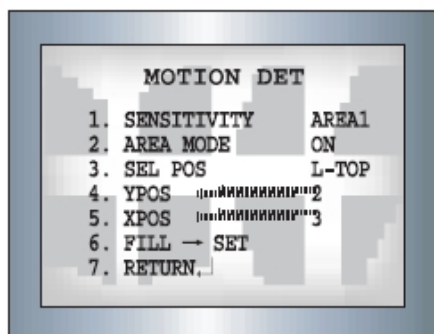 MOTION DET
1. SENSITIVITY AREA1
2. AREA MODE ON
3. SEL POS L-TOP
4. YPOS 2
5. XPOS 3
6. FILL → SET
7. RETURN ┘